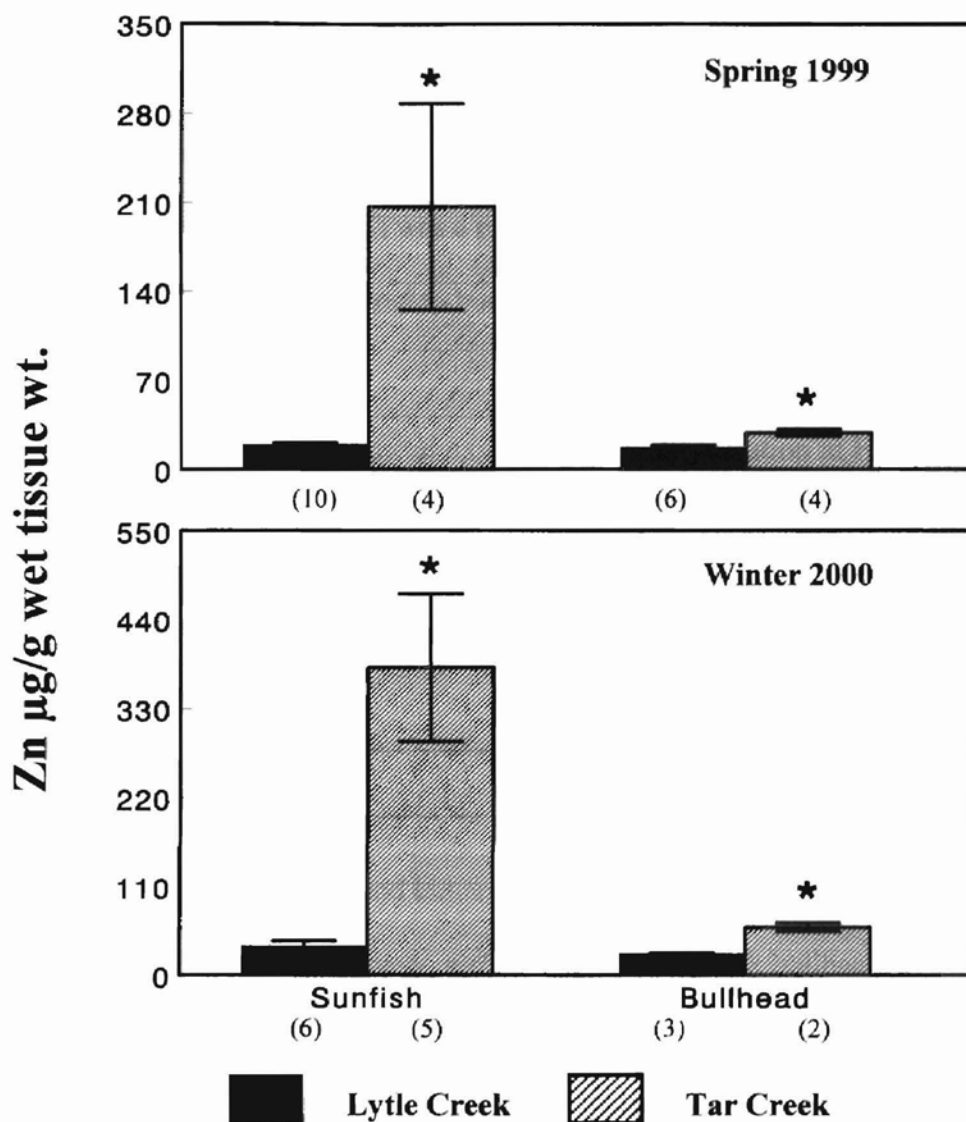 Zn µg/g wet tissue wt.
350
280
210
140
70
0
Spring 1999
*
*
(10) (4) (6) (4)
550
440
330
220
110
0
Winter 2000
*
*
Sunfish Bullhead
(6) (5) (3) (2)
Lytle Creek Tar Creek